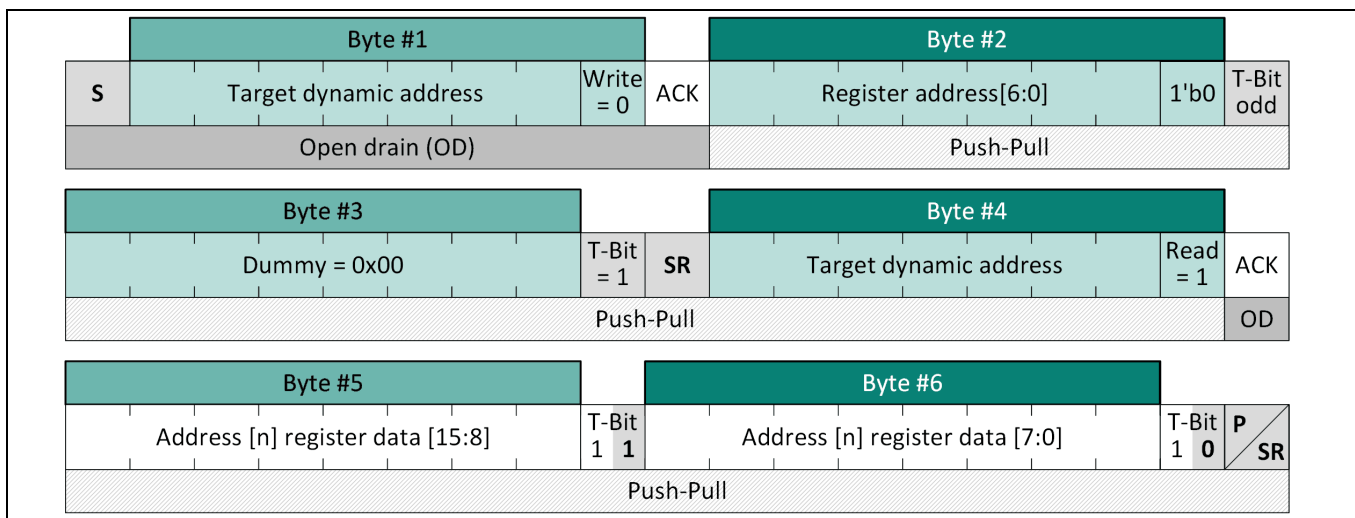 Byte #1 Byte #2
S Target dynamic address Write = 0 ACK Register address[6:0] 1'b0 T-Bit odd
Open drain (OD) Push-Pull
Byte #3 Byte #4
Dummy = 0x00 T-Bit = 1 SR Target dynamic address Read = 1 ACK
Push-Pull OD
Byte #5 Byte #6
Address [n] register data [15:8] T-Bit 1 1 Address [n] register data [7:0] T-Bit 1 0 P SR
Push-Pull